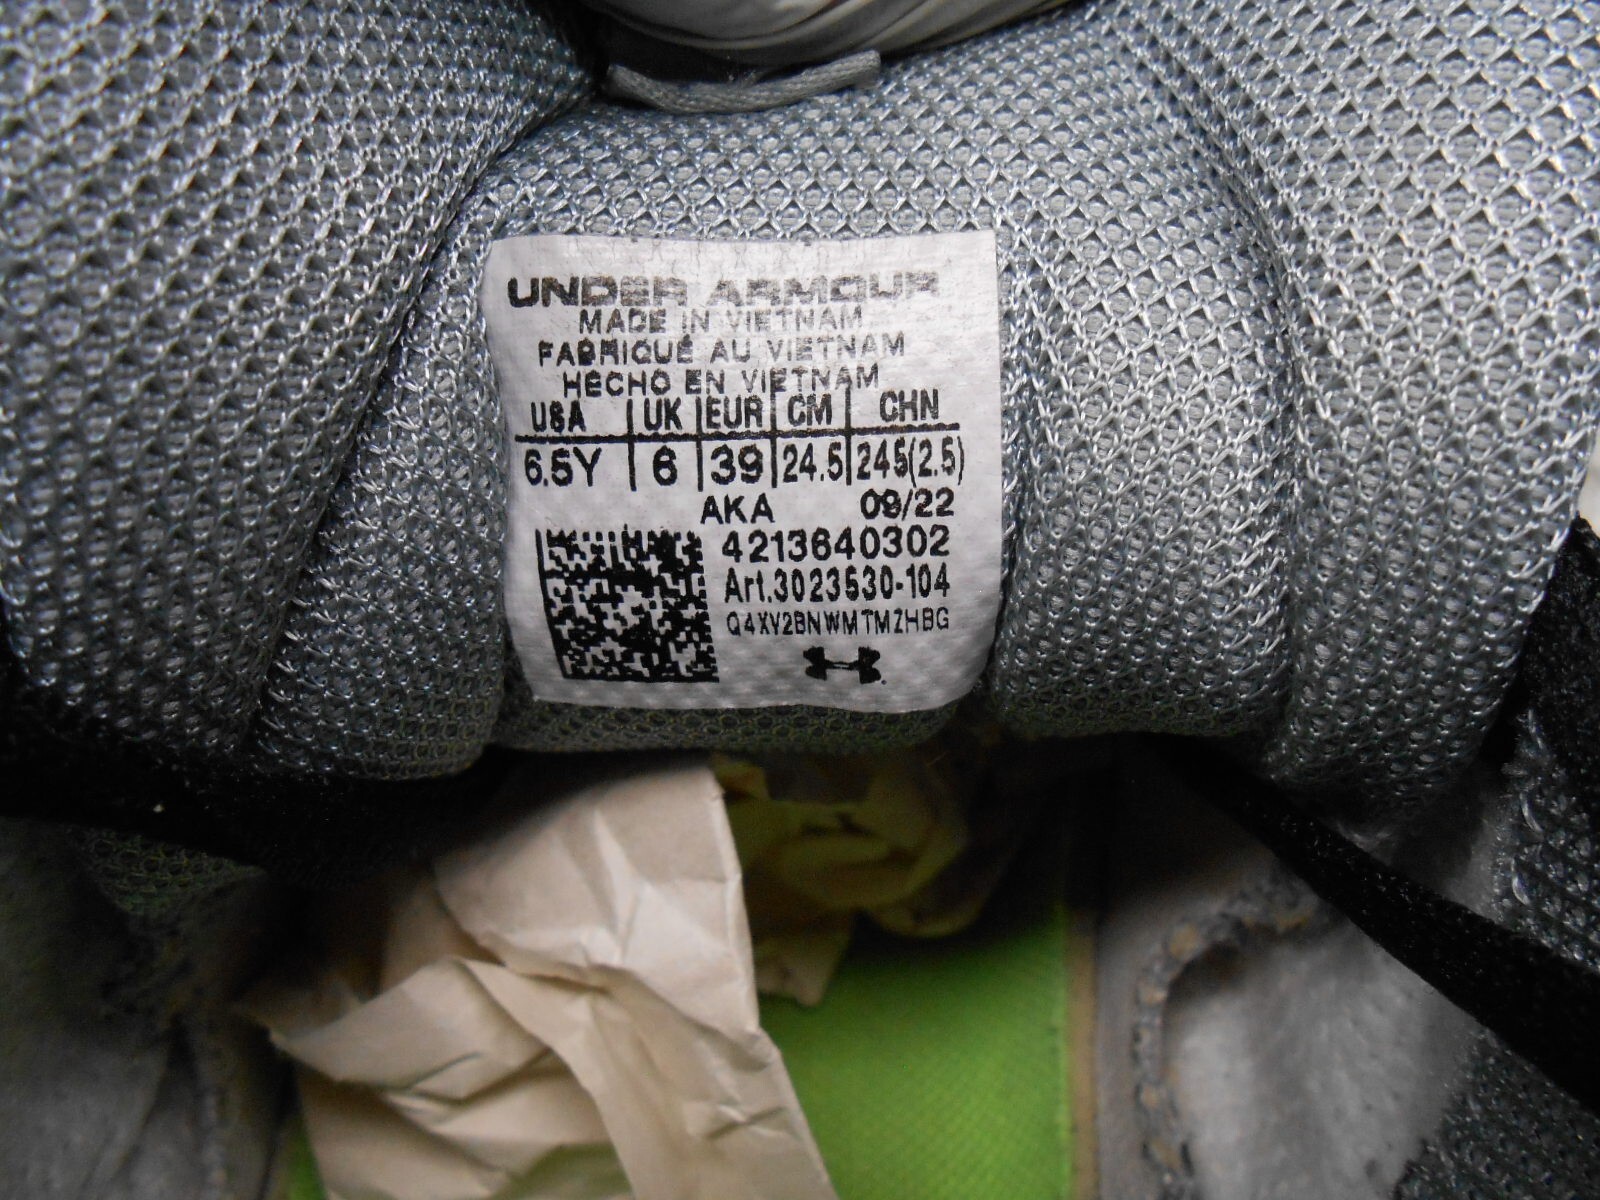 UNDER ARMOUR
MADE IN VIETNAM
FABRIQUÉ AU VIETNAM
HECHO EN VIETNAM
USA UK EUR CM CHN
6.5Y 6 39 24.5 245(2.5)
AKA 09/22
4213640302
Art.3023530-104
Q4XV2BNWMTMZHBG